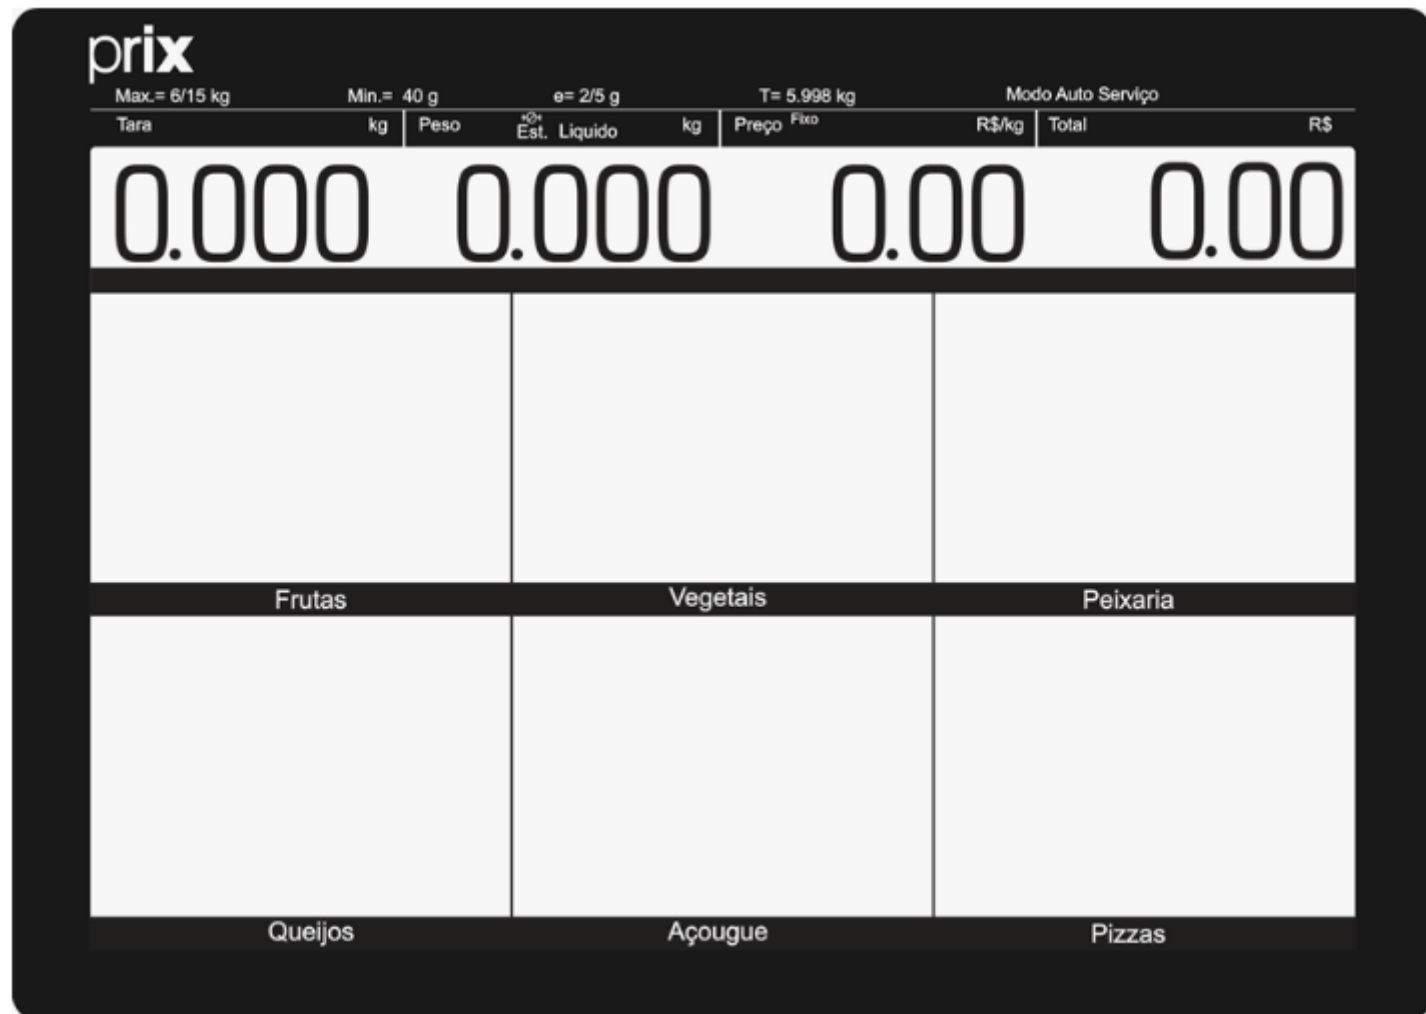 prix
Max.= 6/15 kg Min.= 40 g e= 2/5 g T= 5.998 kg Modo Auto Serviço
Tara kg Peso →0← Est. Liquido kg Preço Fixo R$/kg Total R$
0.000 0.000 0.00 0.00
Frutas Vegetais Peixaria
Queijos Açougue Pizzas